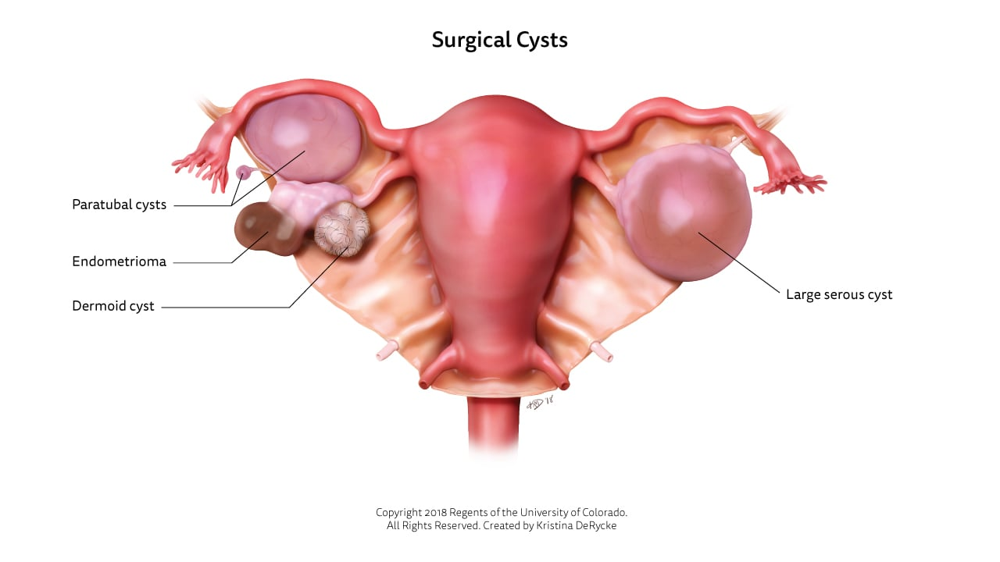 Surgical Cysts
Paratubal cysts
Endometrioma
Dermoid cyst
Large serous cyst
Copyright 2018 Regents of the University of Colorado.
All Rights Reserved. Created by Kristina DeRycke